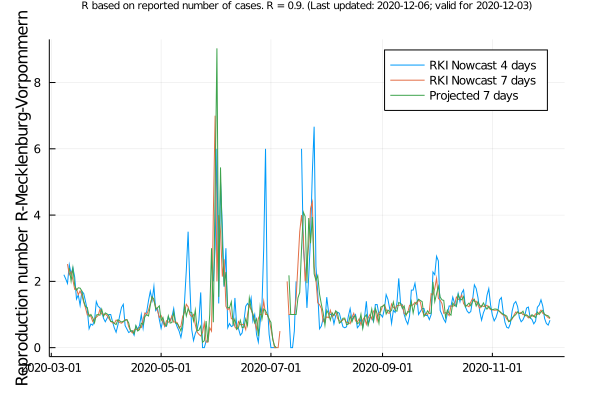 R based on reported number of cases. R = 0.9. (Last updated: 2020-12-06; valid for 2020-12-03)
Reproduction number R-Mecklenburg-Vorpommern
RKI Nowcast 4 days
RKI Nowcast 7 days
Projected 7 days
8
6
4
2
0
2020-03-01 2020-05-01 2020-07-01 2020-09-01 2020-11-01